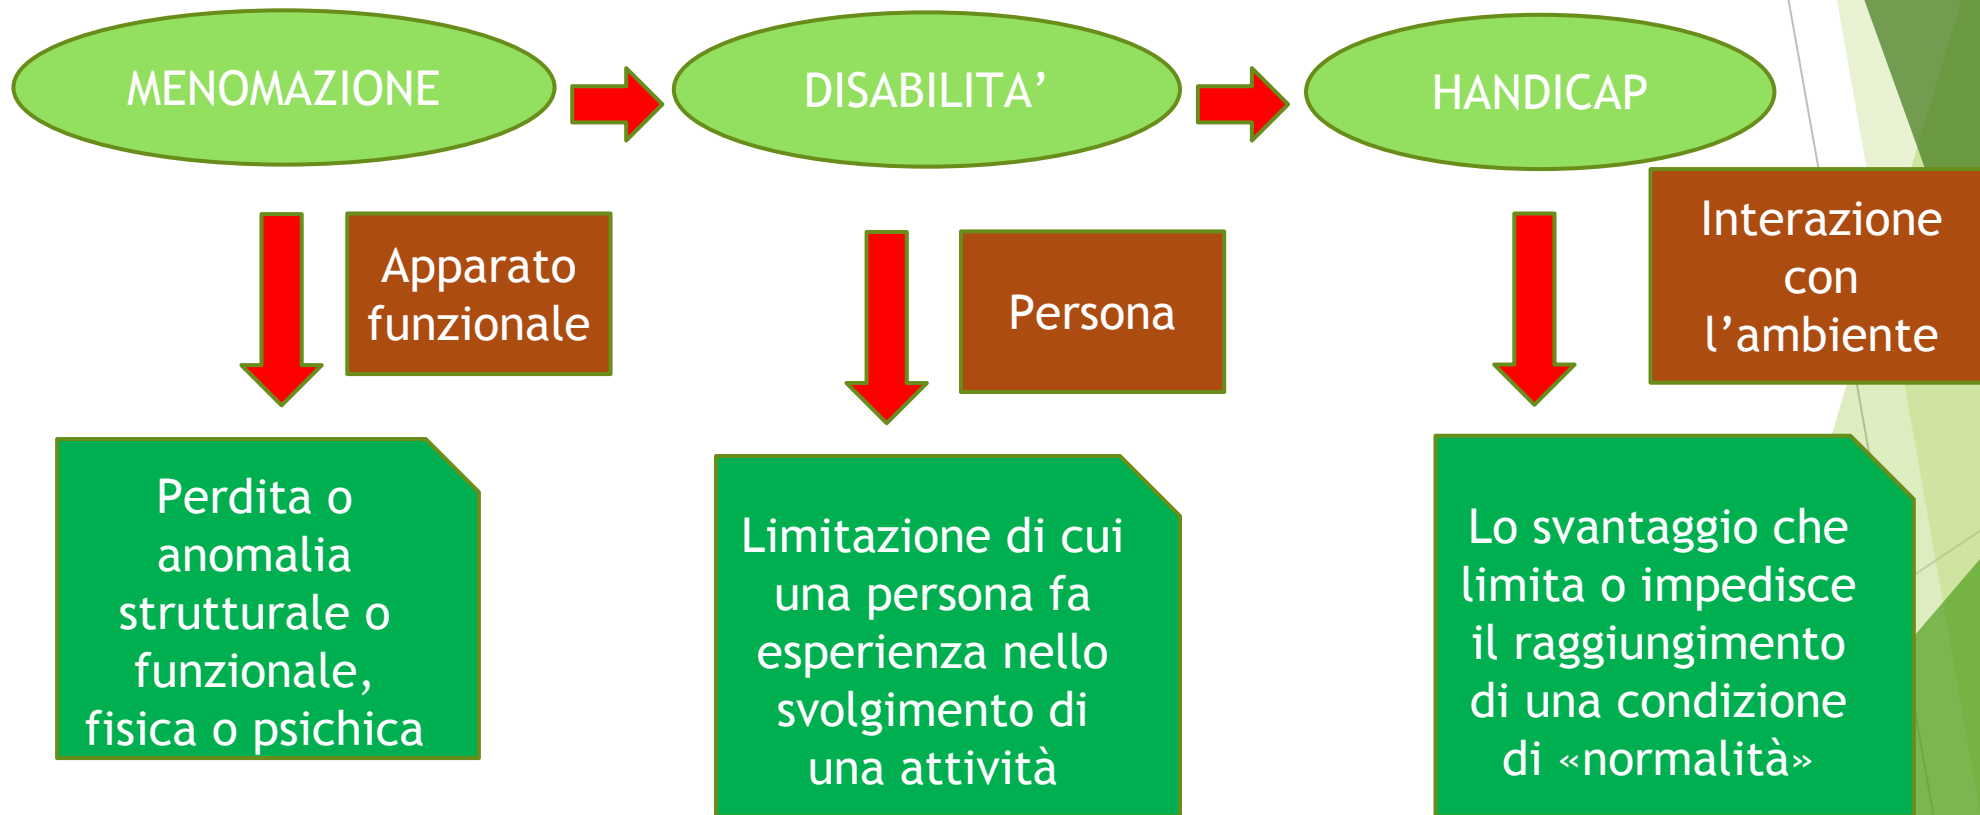 MENOMAZIONE
DISABILITA’
HANDICAP
Apparato
funzionale
Persona
Interazione
con
l’ambiente
Perdita o
anomalia
strutturale o
funzionale,
fisica o psichica
Limitazione di cui
una persona fa
esperienza nello
svolgimento di
una attività
Lo svantaggio che
limita o impedisce
il raggiungimento
di una condizione
di «normalità»